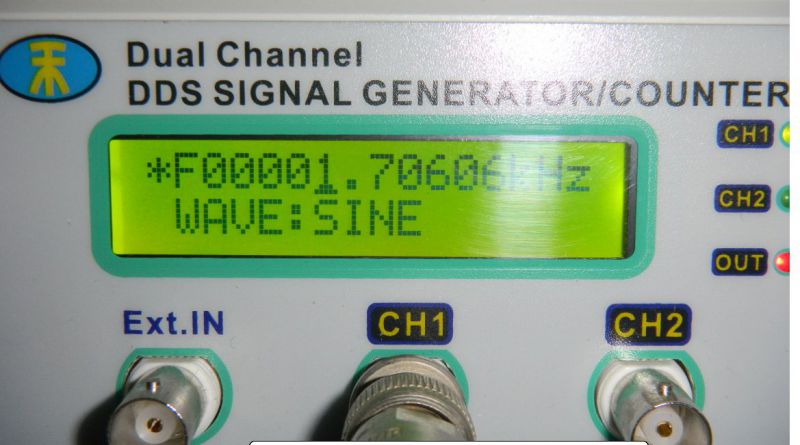 Dual Channel
DDS SIGNAL GENERATOR/COUNTER
*F00001.70606kHz
WAVE:SINE
CH1
CH2
OUT
Ext.IN
CH1
CH2